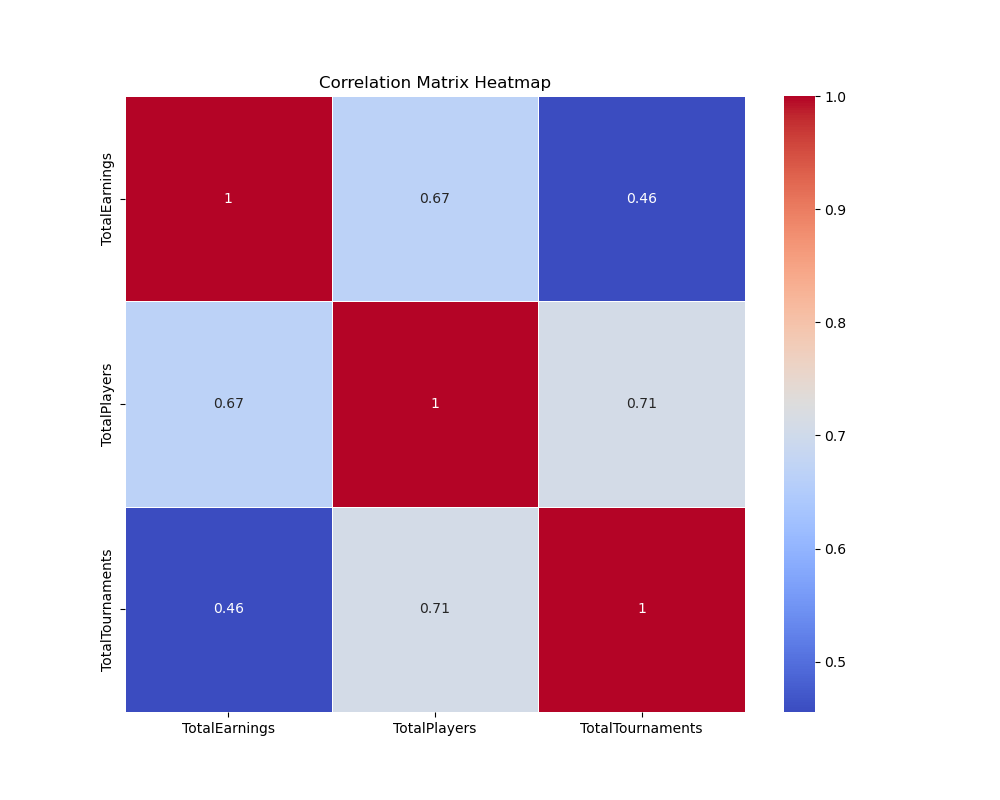 Correlation Matrix Heatmap
TotalEarnings
1
0.67
0.46
TotalPlayers
0.67
1
0.71
TotalTournaments
0.46
0.71
1
TotalEarnings
TotalPlayers
TotalTournaments
1.0
0.9
0.8
0.7
0.6
0.5